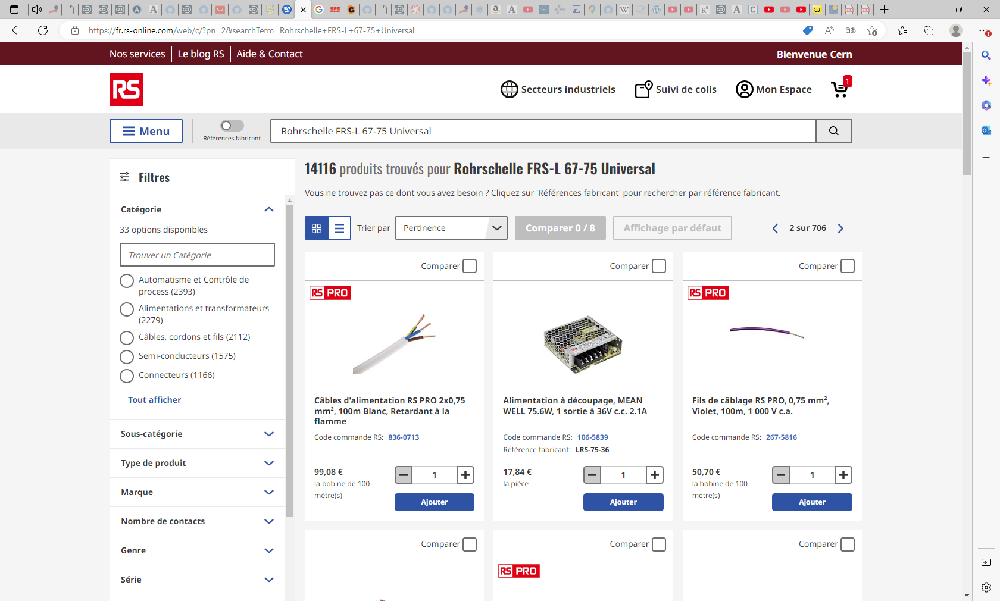 https://fr.rs-online.com/web/c/?pn=2&searchTerm=Rohrschelle+FRS-L+67-75+Universal
Nos services
Le blog RS
Aide & Contact
Bienvenue Cern
RS
Secteurs industriels
Suivi de colis
Mon Espace
1
Menu
Références fabricant
Rohrschelle FRS-L 67-75 Universal
Filtres
Catégorie
33 options disponibles
Trouver un Catégorie
Automatisme et Contrôle de
process (2393)
Alimentations et transformateurs
(2279)
Câbles, cordons et fils (2112)
Semi-conducteurs (1575)
Connecteurs (1166)
Tout afficher
Sous-catégorie
Type de produit
Marque
Nombre de contacts
Genre
Série
14116 produits trouvés pour Rohrschelle FRS-L 67-75 Universal
Vous ne trouvez pas ce dont vous avez besoin ? Cliquez sur 'Références fabricant' pour rechercher par référence fabricant.
Trier par
Pertinence
Comparer 0 / 8
Affichage par défaut
2 sur 706
Comparer
RS PRO
Câbles d'alimentation RS PRO 2x0,75
mm², 100m Blanc, Retardant à la
flamme
Code commande RS: 836-0713
99,08 €
la bobine de 100
mètre(s)
1
Ajouter
Comparer
Alimentation à découpage, MEAN
WELL 75.6W, 1 sortie à 36V c.c. 2.1A
Code commande RS: 106-5839
Référence fabricant: LRS-75-36
17,84 €
la pièce
1
Ajouter
Comparer
RS PRO
Fils de câblage RS PRO, 0,75 mm²,
Violet, 100m, 1 000 V c.a.
Code commande RS: 267-5816
50,70 €
la bobine de 100
mètre(s)
1
Ajouter
Comparer
Comparer
RS PRO
Comparer